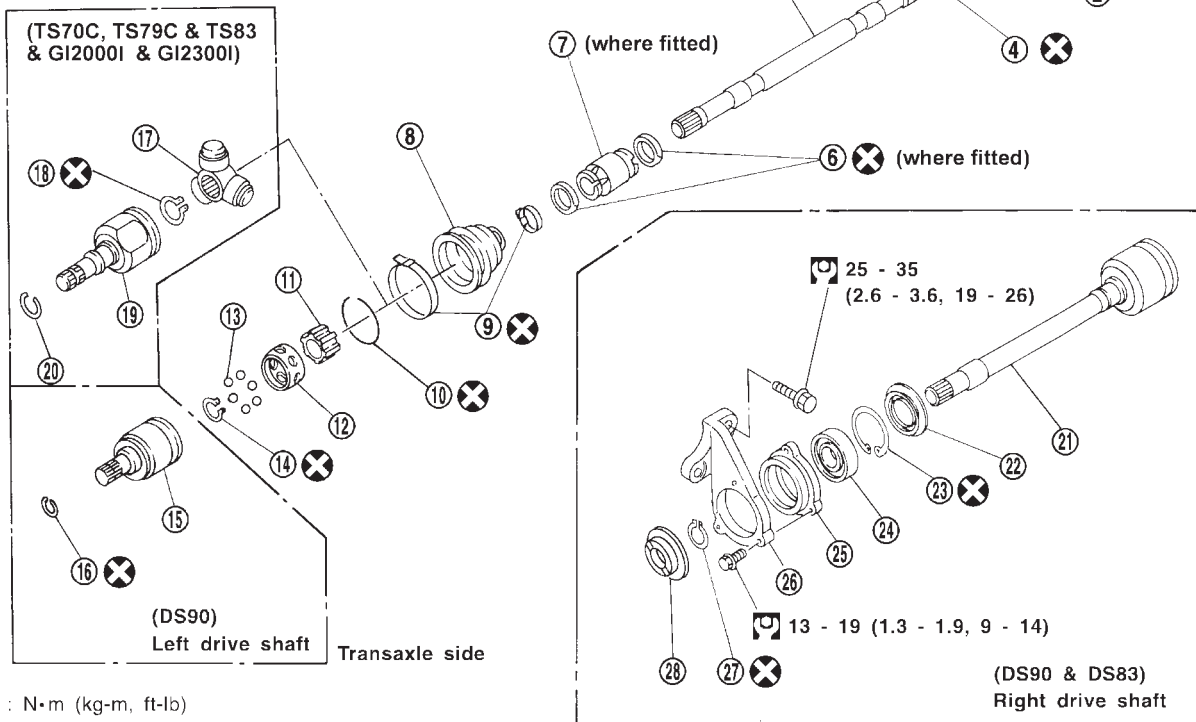 (TS70C, TS79C & TS83
& GI2000I & GI2300I)
7 (where fitted)
4
17
8
18
6 (where fitted)
11
19
9
13
20
10
12
14
15
16
(DS90)
Left drive shaft
Transaxle side
: N•m (kg-m, ft-lb)
25 - 35
(2.6 - 3.6, 19 - 26)
21
22
23
24
25
26
13 - 19 (1.3 - 1.9, 9 - 14)
28
27
(DS90 & DS83)
Right drive shaft